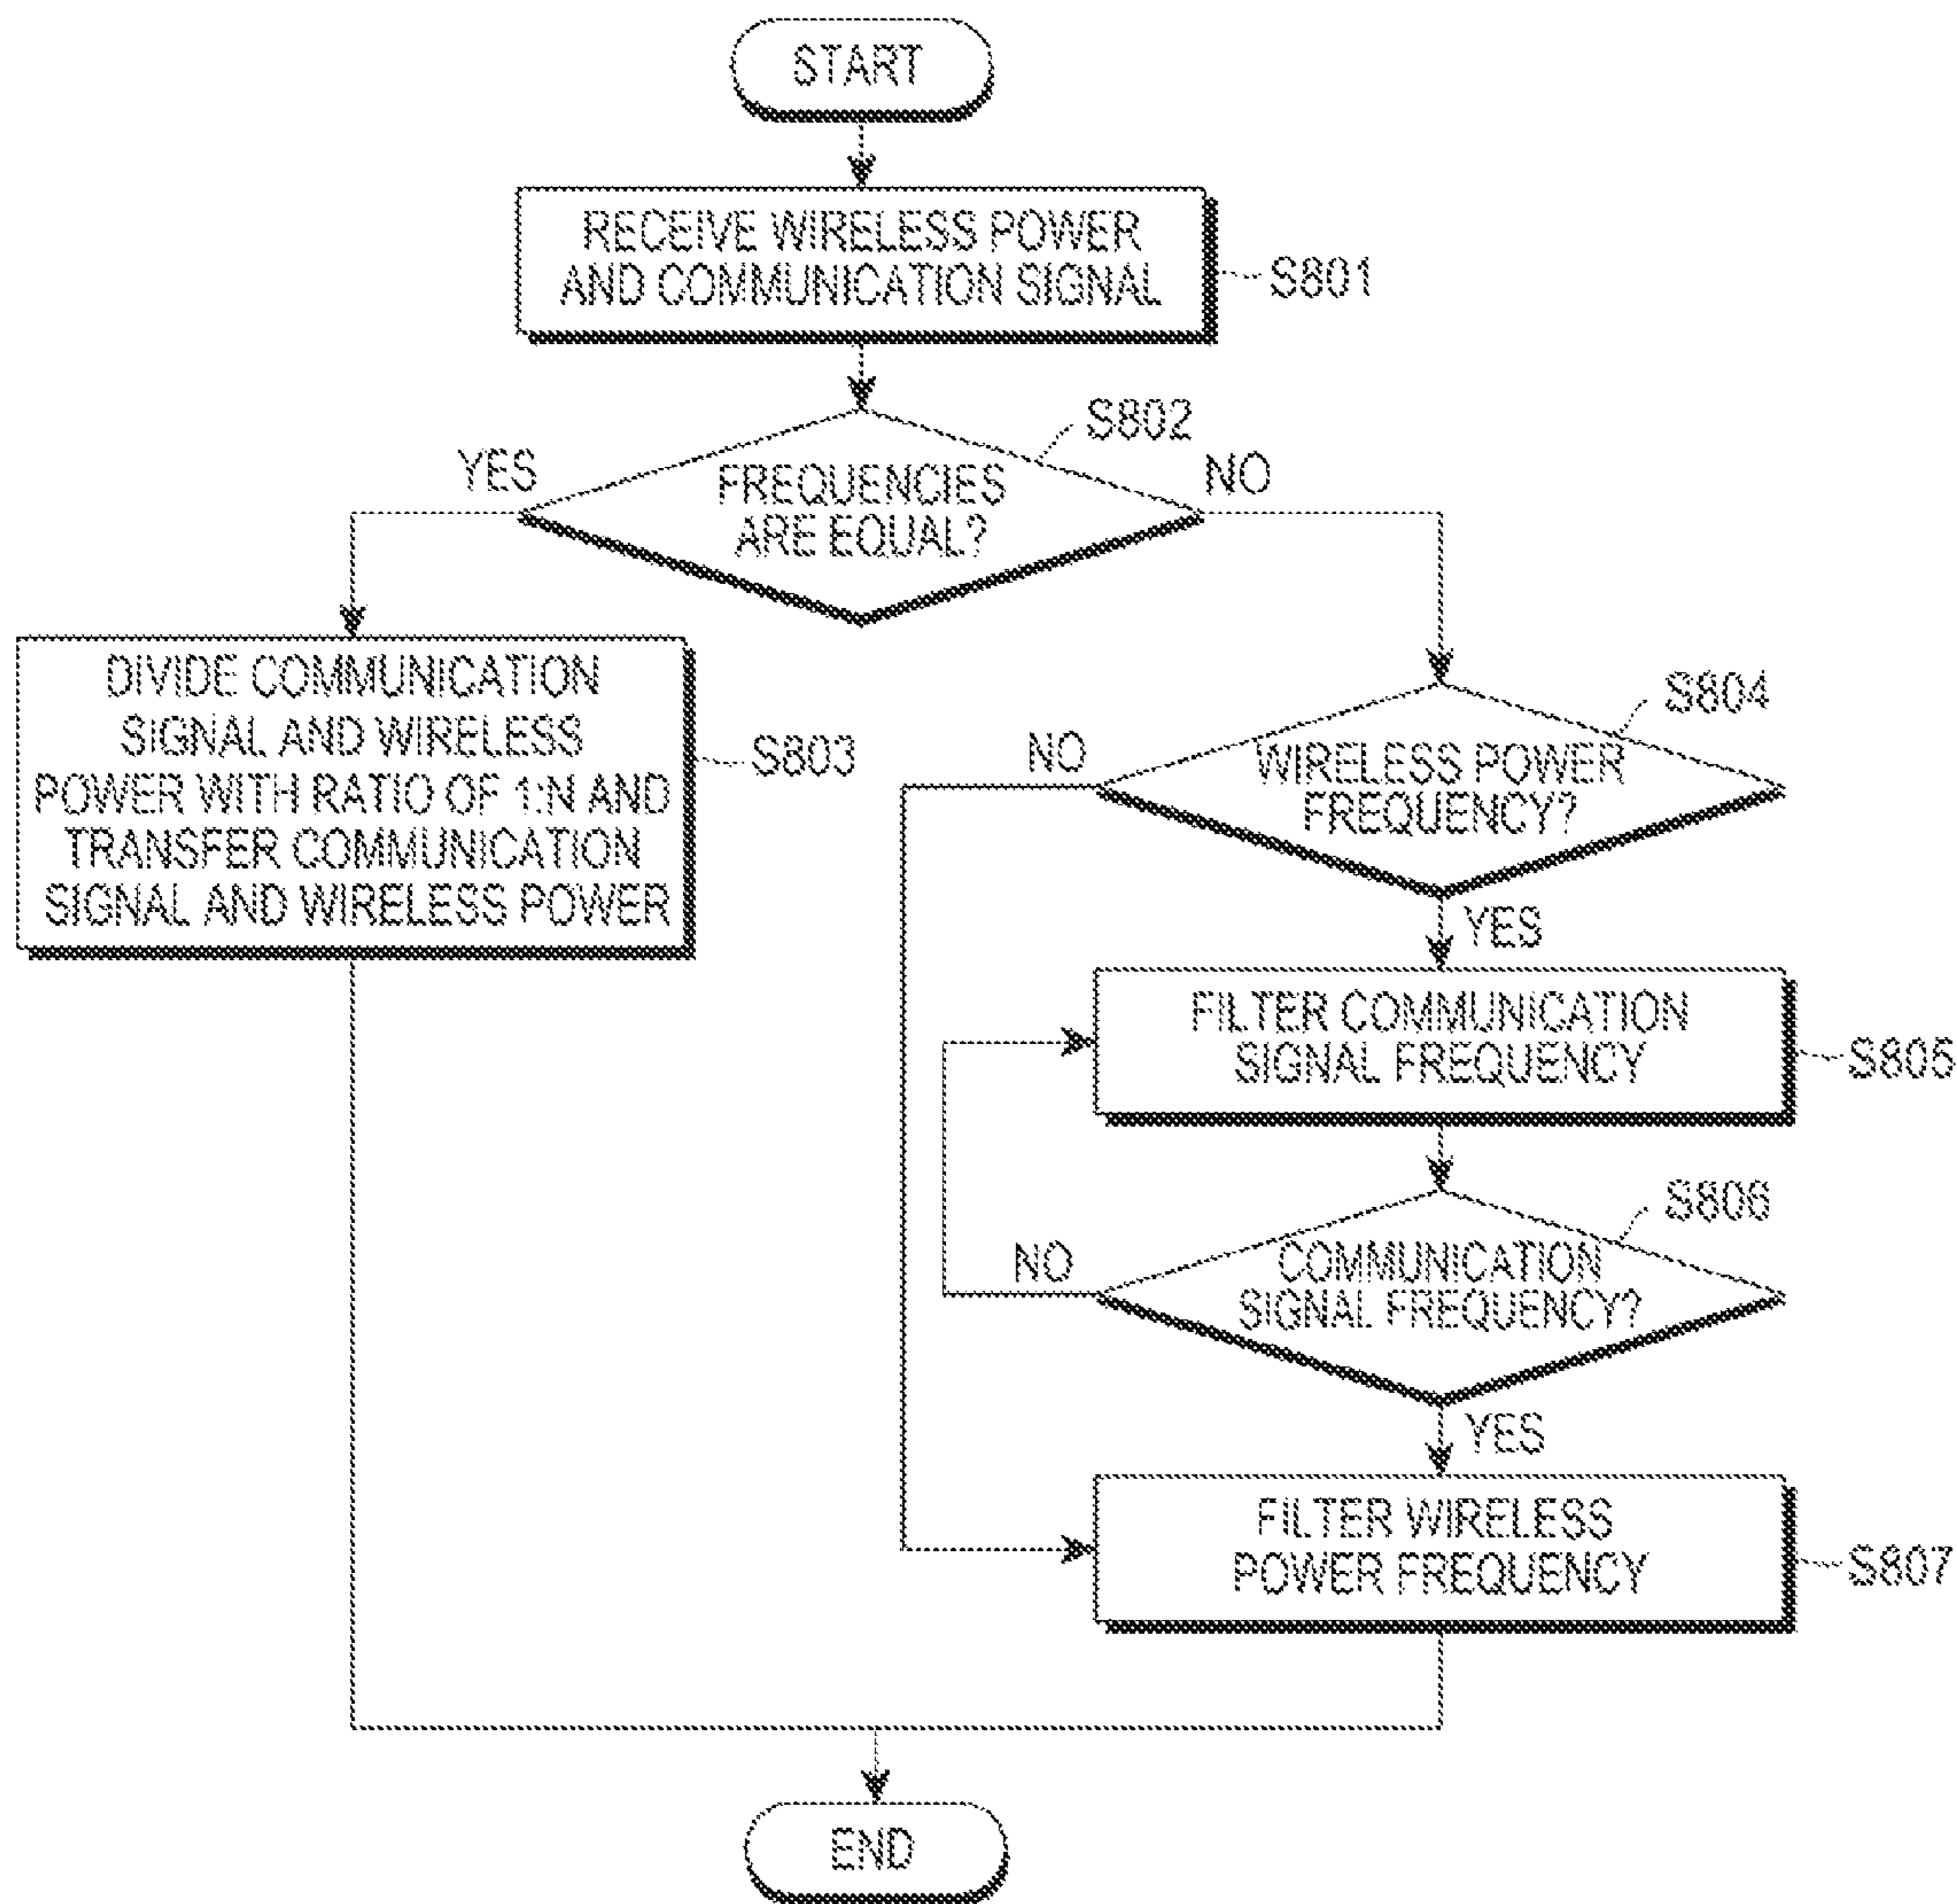 START
RECEIVE WIRELESS POWER
AND COMMUNICATION SIGNAL
S801
S802
YES
NO
FREQUENCIES
ARE EQUAL?
DIVIDE COMMUNICATION
SIGNAL AND WIRELESS
POWER WITH RATIO OF 1:N AND
TRANSFER COMMUNICATION
SIGNAL AND WIRELESS POWER
S803
S804
NO
WIRELESS POWER
FREQUENCY?
YES
FILTER COMMUNICATION
SIGNAL FREQUENCY
S805
S806
NO
COMMUNICATION
SIGNAL FREQUENCY?
YES
FILTER WIRELESS
POWER FREQUENCY
S807
END